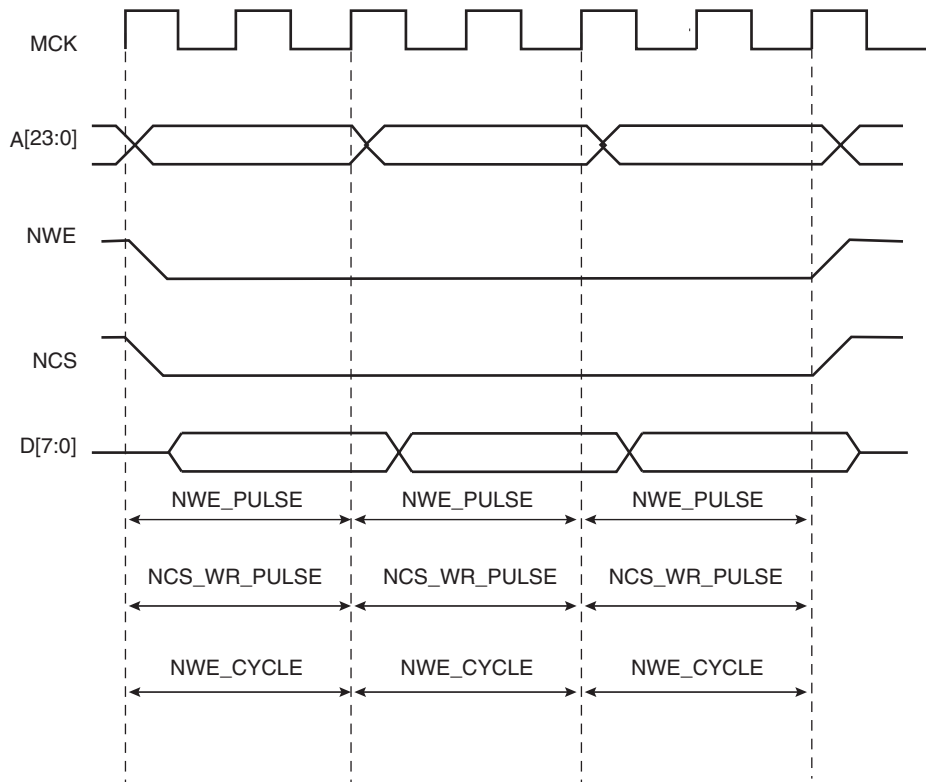 MCK
A[23:0]
NWE
NCS
D[7:0]
NWE_PULSE NWE_PULSE NWE_PULSE
NCS_WR_PULSE NCS_WR_PULSE NCS_WR_PULSE
NWE_CYCLE NWE_CYCLE NWE_CYCLE